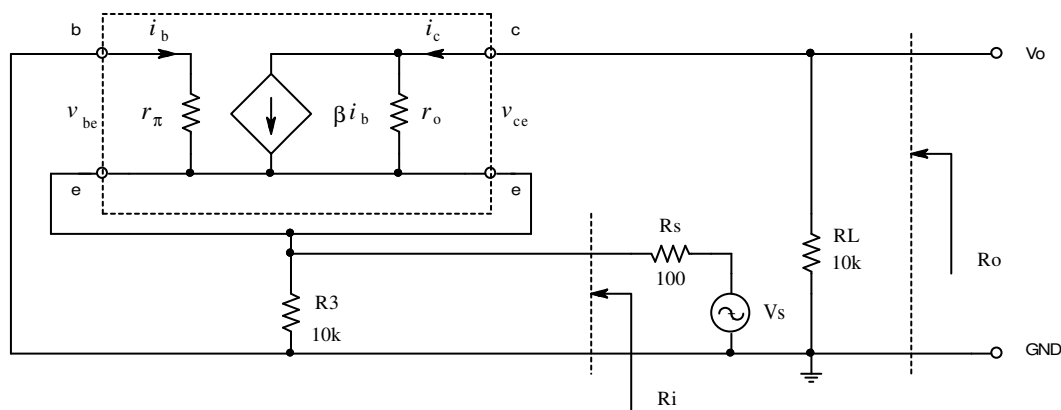 b
i b
i c
c
Vo
v be
r π
β i b
r o
v ce
e
e
Rs
100
RL
10k
Ro
R3
10k
Vs
GND
Ri